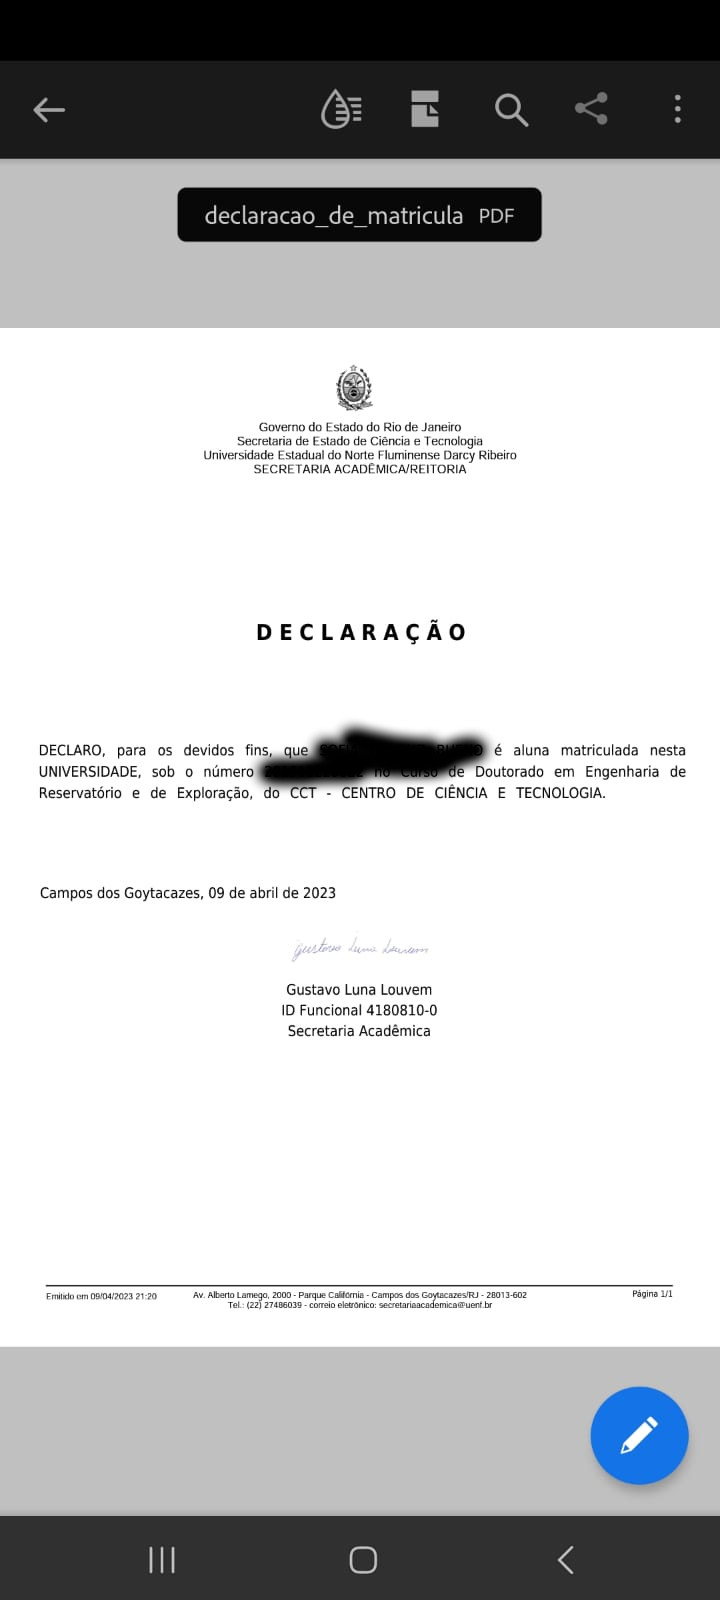 declaracao_de_matricula PDF
Governo do Estado do Rio de Janeiro
Secretaria de Estado de Ciência e Tecnologia
Universidade Estadual do Norte Fluminense Darcy Ribeiro
SECRETARIA ACADÊMICA/REITORIA
DECLARAÇÃO
DECLARO, para os devidos fins, que é aluna matriculada nesta
UNIVERSIDADE, sob o número no Curso de Doutorado em Engenharia de
Reservatório e de Exploração, do CCT - CENTRO DE CIÊNCIA E TECNOLOGIA.
Campos dos Goytacazes, 09 de abril de 2023
Gustavo Luna Louvem
Gustavo Luna Louvem
ID Funcional 4180810-0
Secretaria Acadêmica
Emitido em 09/04/2023 21:20
Av. Alberto Lamego, 2000 - Parque Califórnia - Campos dos Goytacazes/RJ - 28013-602
Tel.: (22) 27486039 - correio eletrônico: secretariaacademica@uenf.br
Página 1/1